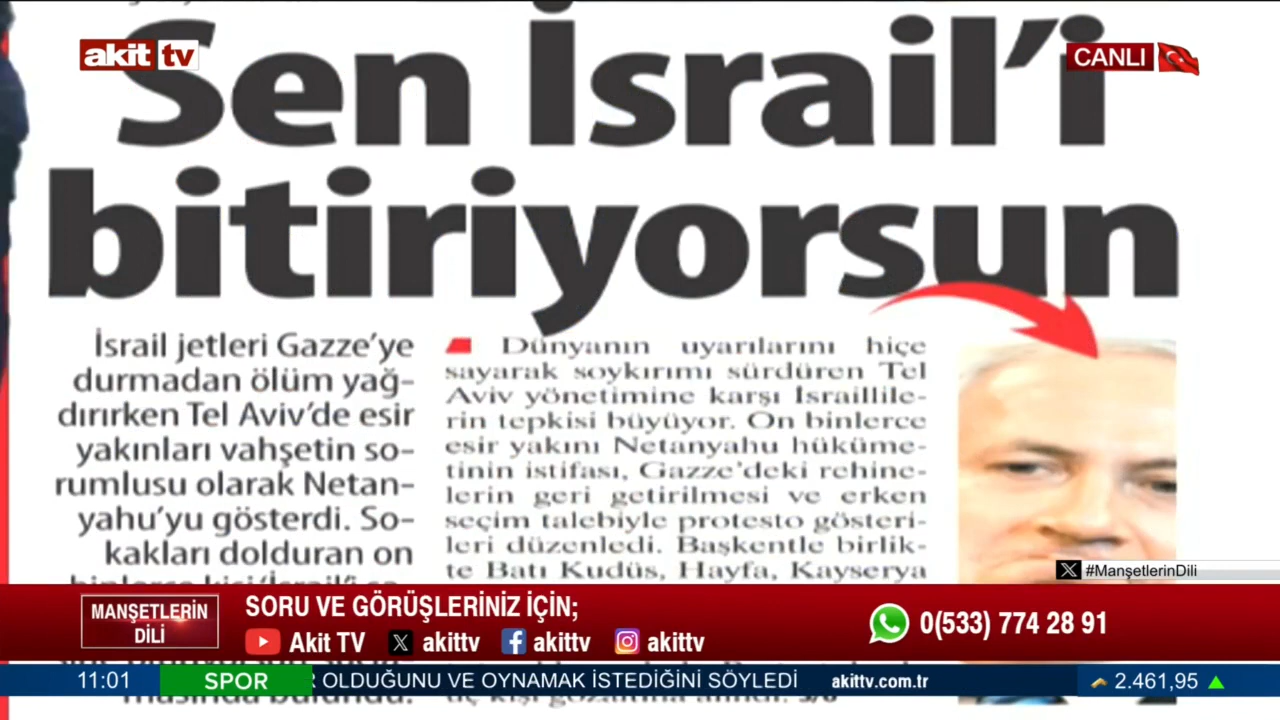 akit tv
CANLI
Sen İsrail'i
bitiriyorsun
İsrail jetleri Gazze'ye
durmadan ölüm yağ-
dırırken Tel Aviv'de esir
yakınları vahşetin so-
rumlusu olarak Netan-
yahu'yu gösterdi. So-
kakları dolduran on
Dünyanın uyarılarını hiçe
sayarak soykırımı sürdüren Tel
Aviv yönetimine karşı İsraillile-
rin tepkisi büyüyor. On binlerce
esir yakını Netanyahu hüküme-
tinin istifası, Gazze'deki rehine-
lerin geri getirilmesi ve erken
seçim talebiyle protesto gösteri-
leri düzenledi. Başkentle birlik-
te Batı Kudüs, Hayfa, Kayserya
X #ManşetlerinDili
MANŞETLERİN
DİLİ
SORU VE GÖRÜŞLERİNİZ İÇİN;
Akit TV X akittv akittv akittv
0(533) 774 28 91
11:01 SPOR OLDUĞUNU VE OYNAMAK İSTEDİĞİNİ SÖYLEDİ akittv.com.tr 2.461,95